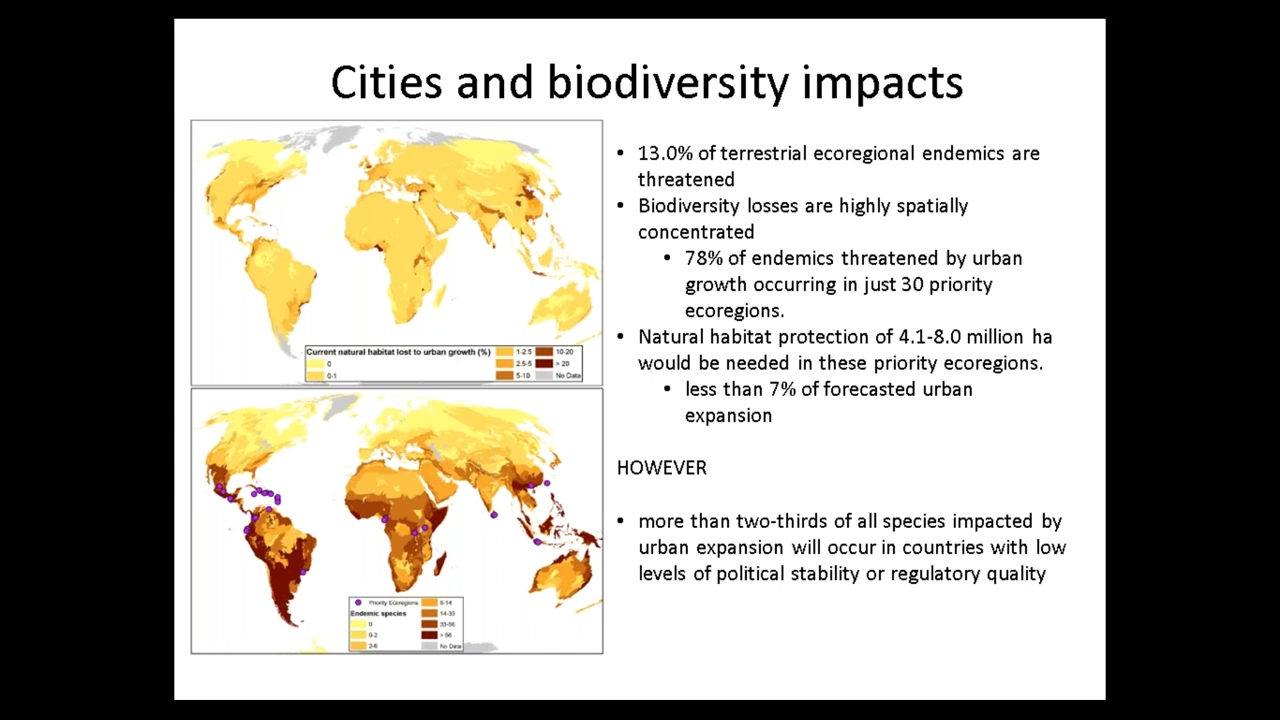 Cities and biodiversity impacts
• 13.0% of terrestrial ecoregional endemics are
threatened
• Biodiversity losses are highly spatially
concentrated
• 78% of endemics threatened by urban
growth occurring in just 30 priority
ecoregions.
• Natural habitat protection of 4.1-8.0 million ha
would be needed in these priority ecoregions.
• less than 7% of forecasted urban
expansion
HOWEVER
• more than two-thirds of all species impacted by
urban expansion will occur in countries with low
levels of political stability or regulatory quality
Current natural habitat lost to urban growth (%)
0
0-1
1-2.5
2.5-5
5-10
10-20
> 20
No Data
Priority Ecoregions
Endemic species
0
0-2
2-6
6-14
14-33
33-56
> 56
No Data